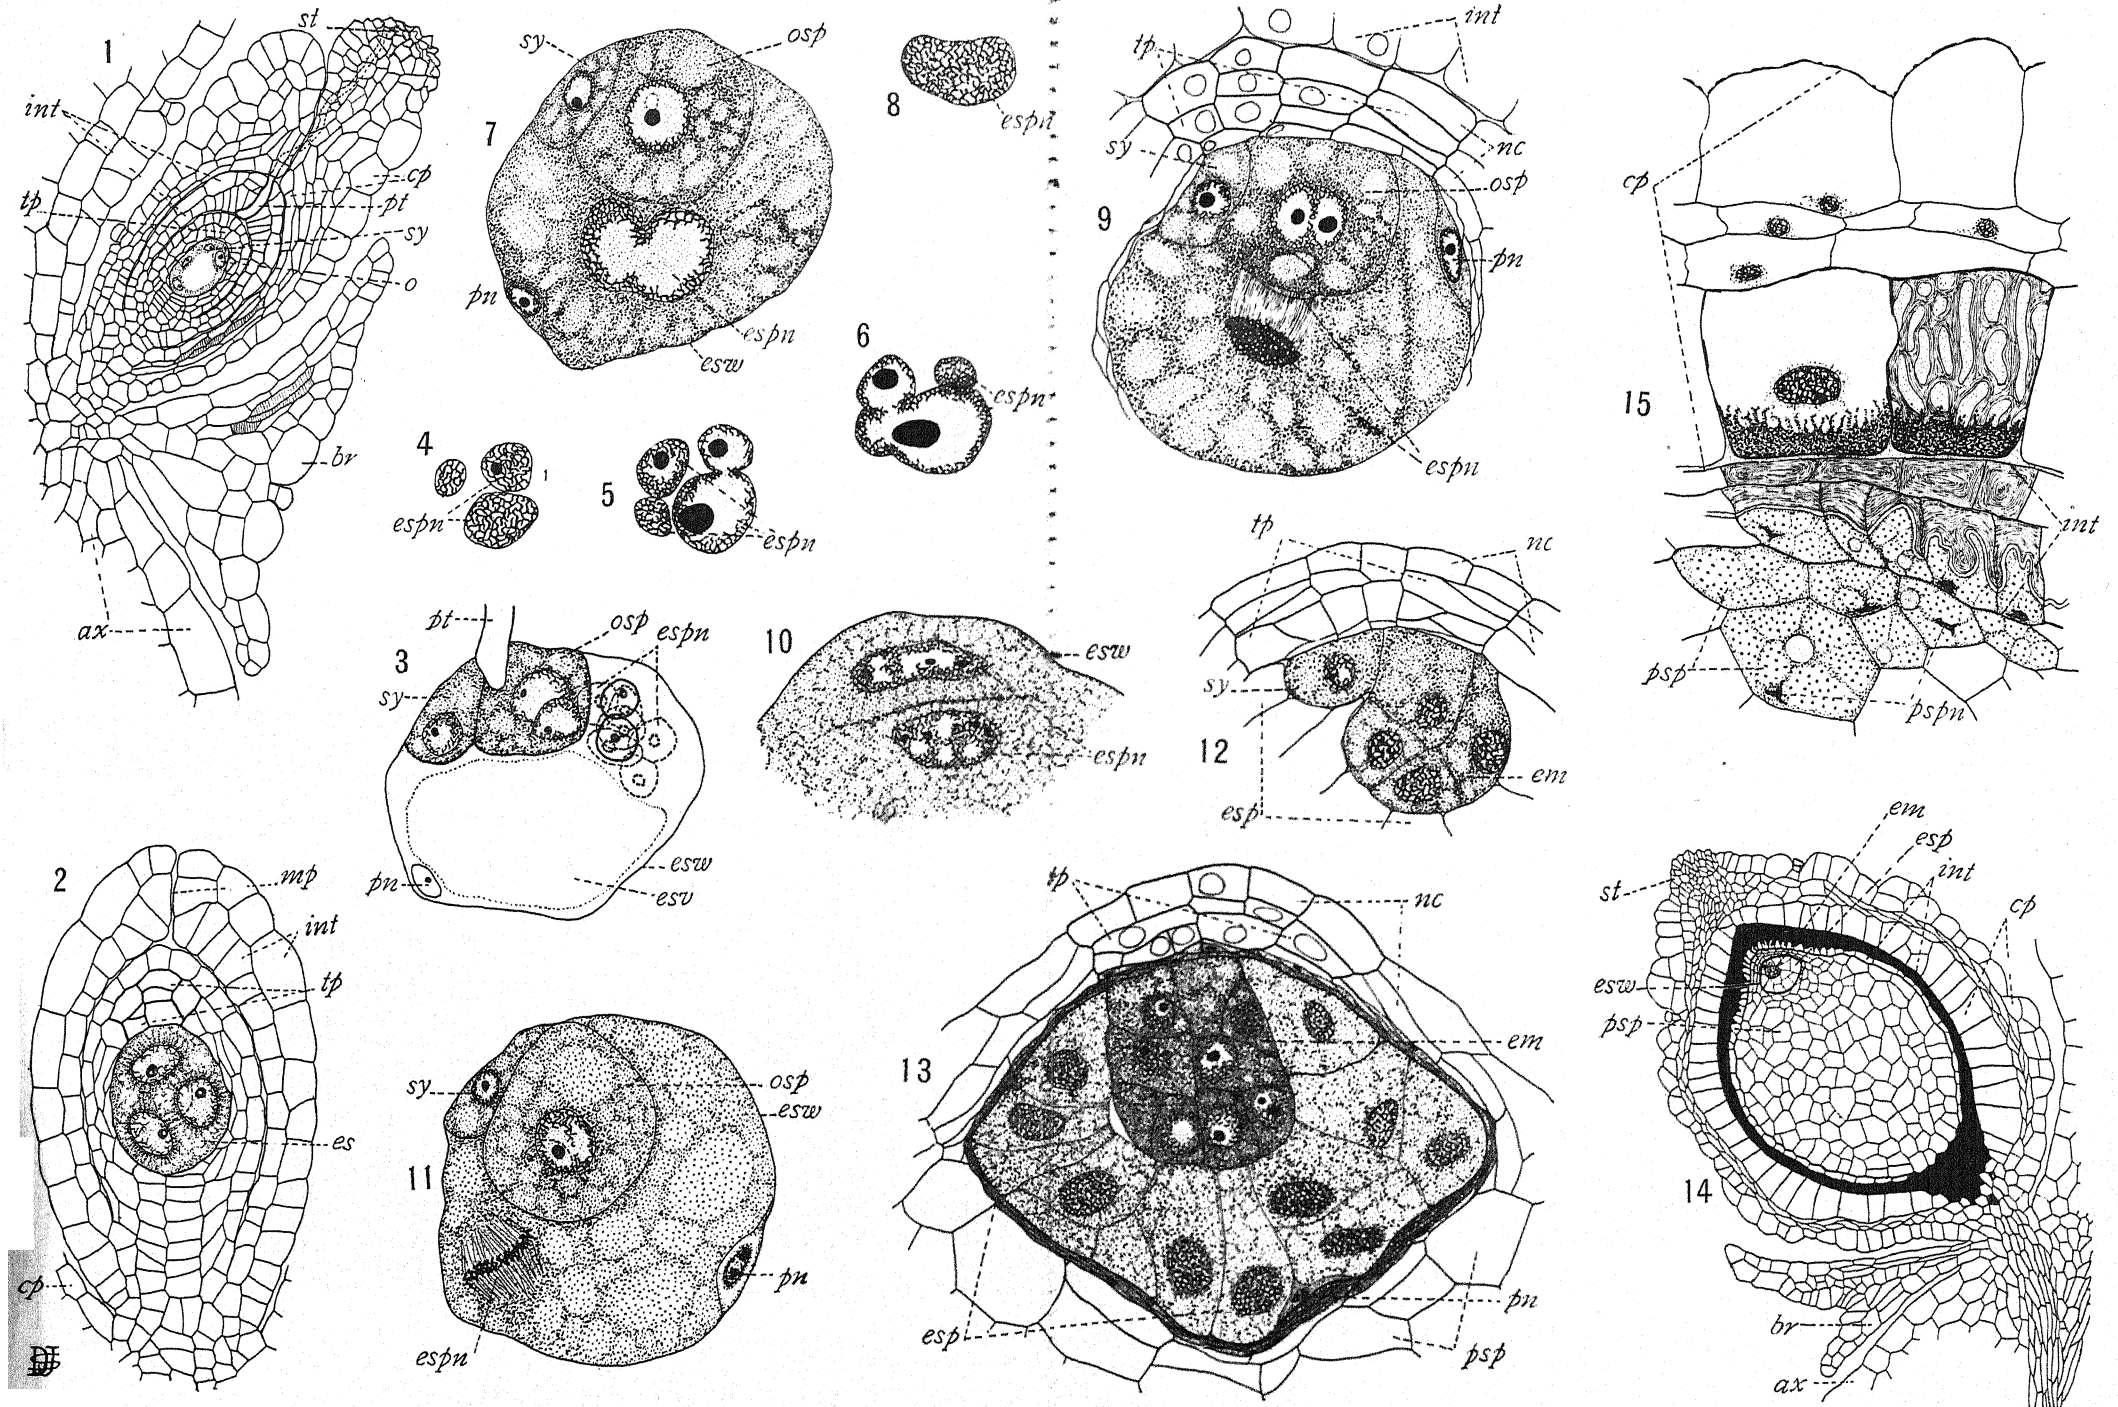 1
st
int
cp
tp
pt
sy
o
br
ax
2
mp
int
tp
es
cp
3
pt
osp
espn
sy
pn
esw
esv
4
espn
5
espn
6
espn
7
sy
osp
pn
espn
esw
8
espn
9
int
tp
sy
nc
osp
pn
espn
10
esw
espn
11
sy
osp
esw
pn
espn
12
tp
nc
sy
em
esp
13
tp
nc
em
pn
esp
psp
14
em
esp
int
st
cp
esw
psp
br
ax
15
cp
int
psp
pspn